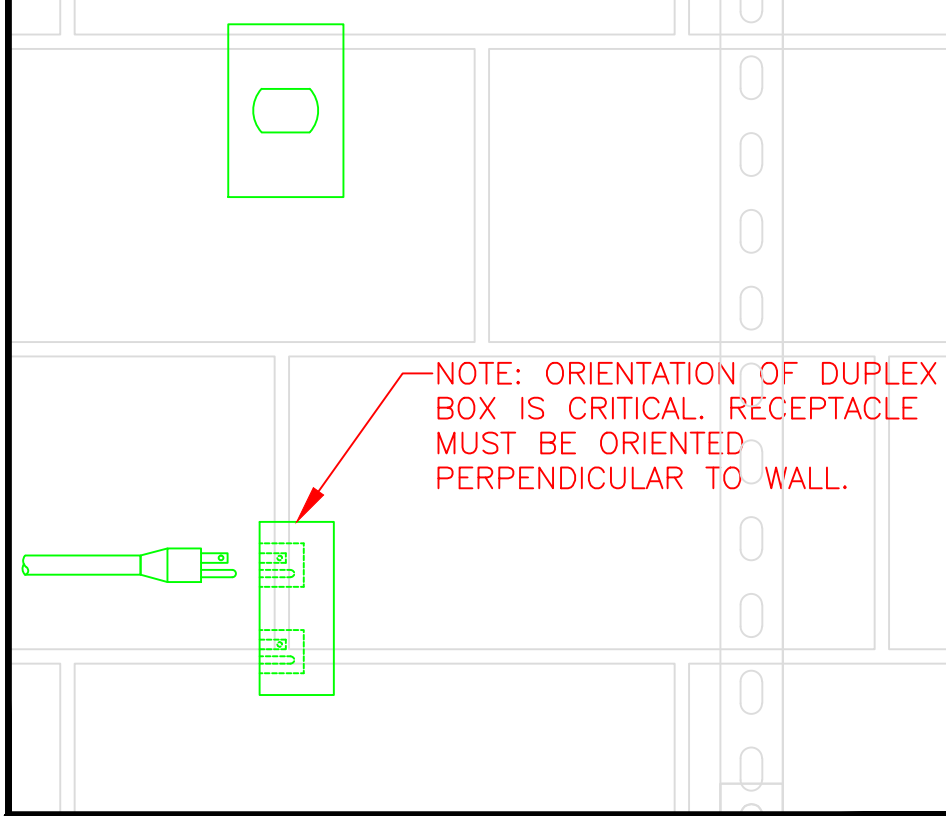 NOTE: ORIENTATION OF DUPLEX
BOX IS CRITICAL. RECEPTACLE
MUST BE ORIENTED
PERPENDICULAR TO WALL.